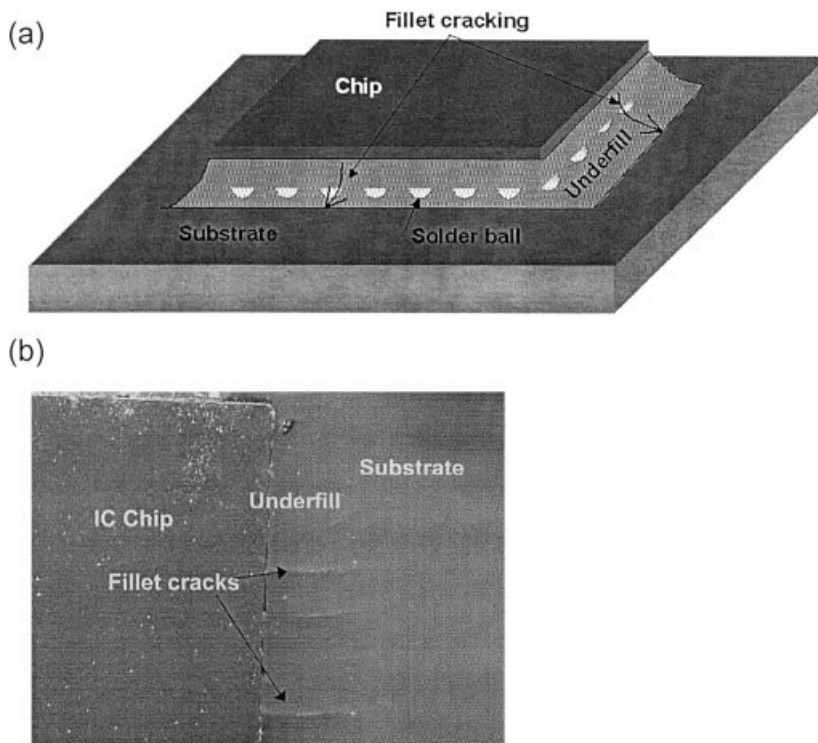 (a)
Fillet cracking
Chip
Underfill
Substrate
Solder ball
(b)
Substrate
Underfill
IC Chip
Fillet cracks